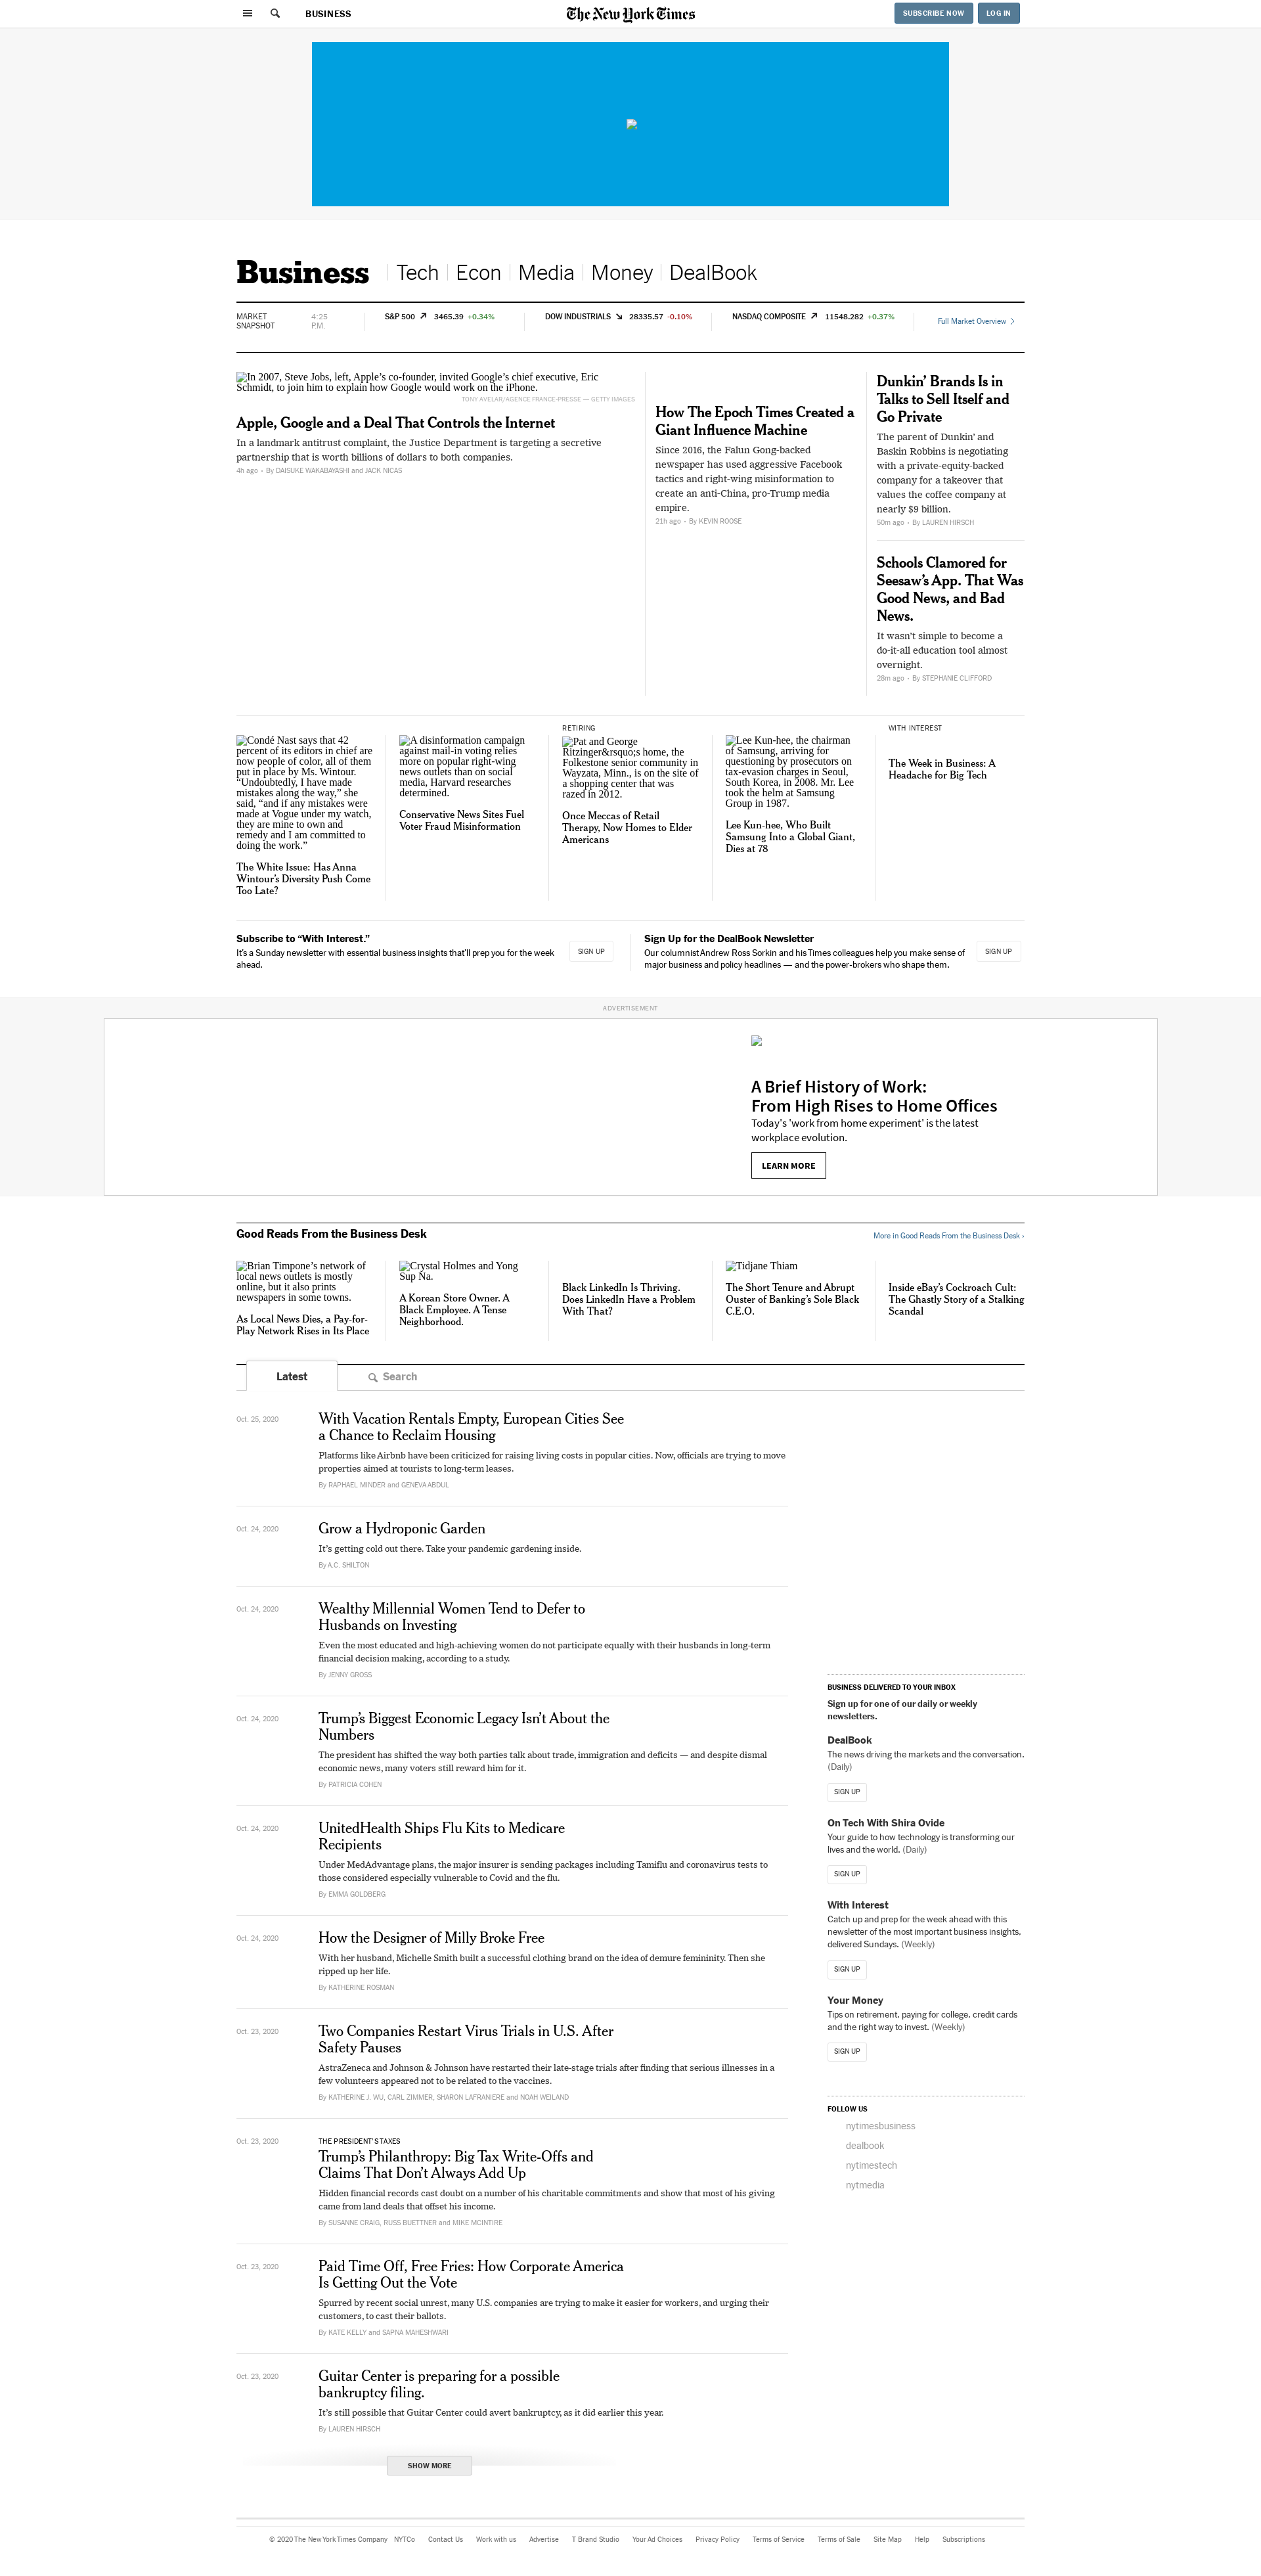 BUSINESS
The New York Times
SUBSCRIBE NOW
LOG IN
Business
Tech
Econ
Media
Money
DealBook
MARKET
SNAPSHOT
4:25
P.M.
S&P 500 3465.39 +0.34%
DOW INDUSTRIALS 28335.57 -0.10%
NASDAQ COMPOSITE 11548.282 +0.37%
Full Market Overview
In 2007, Steve Jobs, left, Apple’s co-founder, invited Google’s chief executive, Eric
Schmidt, to join him to explain how Google would work on the iPhone.
TONY AVELAR/AGENCE FRANCE-PRESSE — GETTY IMAGES
Apple, Google and a Deal That Controls the Internet
In a landmark antitrust complaint, the Justice Department is targeting a secretive
partnership that is worth billions of dollars to both companies.
4h ago • By DAISUKE WAKABAYASHI and JACK NICAS
How The Epoch Times Created a
Giant Influence Machine
Since 2016, the Falun Gong-backed
newspaper has used aggressive Facebook
tactics and right-wing misinformation to
create an anti-China, pro-Trump media
empire.
21h ago • By KEVIN ROOSE
Dunkin’ Brands Is in
Talks to Sell Itself and
Go Private
The parent of Dunkin’ and
Baskin Robbins is negotiating
with a private-equity-backed
company for a takeover that
values the coffee company at
nearly $9 billion.
50m ago • By LAUREN HIRSCH
Schools Clamored for
Seesaw’s App. That Was
Good News, and Bad
News.
It wasn’t simple to become a
do-it-all education tool almost
overnight.
28m ago • By STEPHANIE CLIFFORD
Condé Nast says that 42
percent of its editors in chief are
now people of color, all of them
put in place by Ms. Wintour.
“Undoubtedly, I have made
mistakes along the way,” she
said, “and if any mistakes were
made at Vogue under my watch,
they are mine to own and
remedy and I am committed to
doing the work.”
The White Issue: Has Anna
Wintour’s Diversity Push Come
Too Late?
A disinformation campaign
against mail-in voting relies
more on popular right-wing
news outlets than on social
media, Harvard researches
determined.
Conservative News Sites Fuel
Voter Fraud Misinformation
RETIRING
Pat and George
Ritzinger&rsquo;s home, the
Folkestone senior community in
Wayzata, Minn., is on the site of
a shopping center that was
razed in 2012.
Once Meccas of Retail
Therapy, Now Homes to Elder
Americans
Lee Kun-hee, the chairman
of Samsung, arriving for
questioning by prosecutors on
tax-evasion charges in Seoul,
South Korea, in 2008. Mr. Lee
took the helm at Samsung
Group in 1987.
Lee Kun-hee, Who Built
Samsung Into a Global Giant,
Dies at 78
WITH INTEREST
The Week in Business: A
Headache for Big Tech
Subscribe to “With Interest.”
It’s a Sunday newsletter with essential business insights that’ll prep you for the week
ahead.
SIGN UP
Sign Up for the DealBook Newsletter
Our columnist Andrew Ross Sorkin and his Times colleagues help you make sense of
major business and policy headlines — and the power-brokers who shape them.
SIGN UP
ADVERTISEMENT
A Brief History of Work:
From High Rises to Home Offices
Today's 'work from home experiment' is the latest
workplace evolution.
LEARN MORE
Good Reads From the Business Desk
More in Good Reads From the Business Desk ›
Brian Timpone’s network of
local news outlets is mostly
online, but it also prints
newspapers in some towns.
As Local News Dies, a Pay-for-
Play Network Rises in Its Place
Crystal Holmes and Yong
Sup Na.
A Korean Store Owner. A
Black Employee. A Tense
Neighborhood.
Black LinkedIn Is Thriving.
Does LinkedIn Have a Problem
With That?
Tidjane Thiam
The Short Tenure and Abrupt
Ouster of Banking’s Sole Black
C.E.O.
Inside eBay’s Cockroach Cult:
The Ghastly Story of a Stalking
Scandal
Latest
Search
Oct. 25, 2020
With Vacation Rentals Empty, European Cities See
a Chance to Reclaim Housing
Platforms like Airbnb have been criticized for raising living costs in popular cities. Now, officials are trying to move
properties aimed at tourists to long-term leases.
By RAPHAEL MINDER and GENEVA ABDUL
Oct. 24, 2020
Grow a Hydroponic Garden
It’s getting cold out there. Take your pandemic gardening inside.
By A.C. SHILTON
Oct. 24, 2020
Wealthy Millennial Women Tend to Defer to
Husbands on Investing
Even the most educated and high-achieving women do not participate equally with their husbands in long-term
financial decision making, according to a study.
By JENNY GROSS
Oct. 24, 2020
Trump’s Biggest Economic Legacy Isn’t About the
Numbers
The president has shifted the way both parties talk about trade, immigration and deficits — and despite dismal
economic news, many voters still reward him for it.
By PATRICIA COHEN
Oct. 24, 2020
UnitedHealth Ships Flu Kits to Medicare
Recipients
Under MedAdvantage plans, the major insurer is sending packages including Tamiflu and coronavirus tests to
those considered especially vulnerable to Covid and the flu.
By EMMA GOLDBERG
Oct. 24, 2020
How the Designer of Milly Broke Free
With her husband, Michelle Smith built a successful clothing brand on the idea of demure femininity. Then she
ripped up her life.
By KATHERINE ROSMAN
Oct. 23, 2020
Two Companies Restart Virus Trials in U.S. After
Safety Pauses
AstraZeneca and Johnson & Johnson have restarted their late-stage trials after finding that serious illnesses in a
few volunteers appeared not to be related to the vaccines.
By KATHERINE J. WU, CARL ZIMMER, SHARON LAFRANIERE and NOAH WEILAND
Oct. 23, 2020
THE PRESIDENT’S TAXES
Trump’s Philanthropy: Big Tax Write-Offs and
Claims That Don’t Always Add Up
Hidden financial records cast doubt on a number of his charitable commitments and show that most of his giving
came from land deals that offset his income.
By SUSANNE CRAIG, RUSS BUETTNER and MIKE MCINTIRE
Oct. 23, 2020
Paid Time Off, Free Fries: How Corporate America
Is Getting Out the Vote
Spurred by recent social unrest, many U.S. companies are trying to make it easier for workers, and urging their
customers, to cast their ballots.
By KATE KELLY and SAPNA MAHESHWARI
Oct. 23, 2020
Guitar Center is preparing for a possible
bankruptcy filing.
It’s still possible that Guitar Center could avert bankruptcy, as it did earlier this year.
By LAUREN HIRSCH
SHOW MORE
BUSINESS DELIVERED TO YOUR INBOX
Sign up for one of our daily or weekly
newsletters.
DealBook
The news driving the markets and the conversation.
(Daily)
SIGN UP
On Tech With Shira Ovide
Your guide to how technology is transforming our
lives and the world. (Daily)
SIGN UP
With Interest
Catch up and prep for the week ahead with this
newsletter of the most important business insights,
delivered Sundays. (Weekly)
SIGN UP
Your Money
Tips on retirement, paying for college, credit cards
and the right way to invest. (Weekly)
SIGN UP
FOLLOW US
nytimesbusiness
dealbook
nytimestech
nytmedia
© 2020 The New York Times Company NYTCo Contact Us Work with us Advertise T Brand Studio Your Ad Choices Privacy Policy Terms of Service Terms of Sale Site Map Help Subscriptions